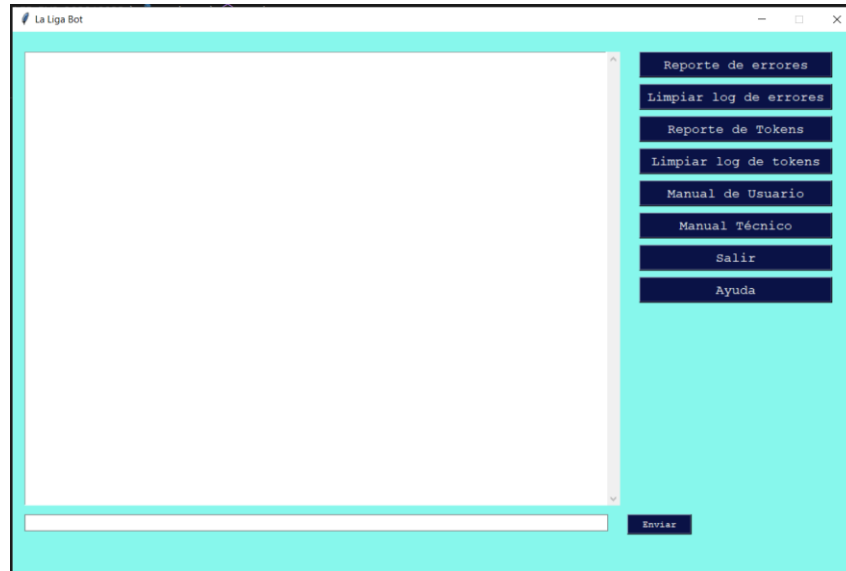 La Liga Bot
Reporte de errores
Limpiar log de errores
Reporte de Tokens
Limpiar log de tokens
Manual de Usuario
Manual Técnico
Salir
Ayuda
Enviar